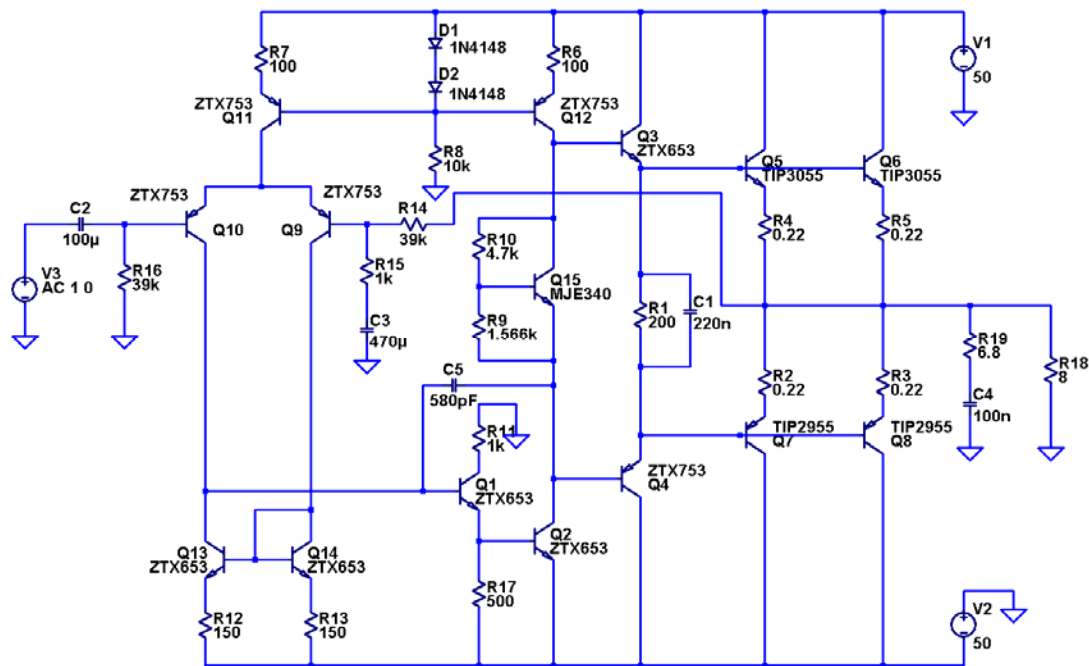 R7
100
D1
1N4148
D2
1N4148
R6
100
V1
50
ZTX753
Q11
ZTX753
Q12
R8
10k
Q3
ZTX653
Q5
TIP3055
Q6
TIP3055
ZTX753
Q10
ZTX753
Q9
C2
100µ
R14
39k
R4
0.22
R5
0.22
V3
AC 1 0
R16
39k
R15
1k
C3
470µ
R10
4.7k
Q15
MJE340
R9
1.566k
R1
200
C1
220n
R19
6.8
C4
100n
R18
8
C5
580pF
R2
0.22
R3
0.22
R11
1k
TIP2955
Q7
TIP2955
Q8
Q1
ZTX653
ZTX753
Q4
Q2
ZTX653
Q13
ZTX653
Q14
ZTX653
R17
500
R12
150
R13
150
V2
50